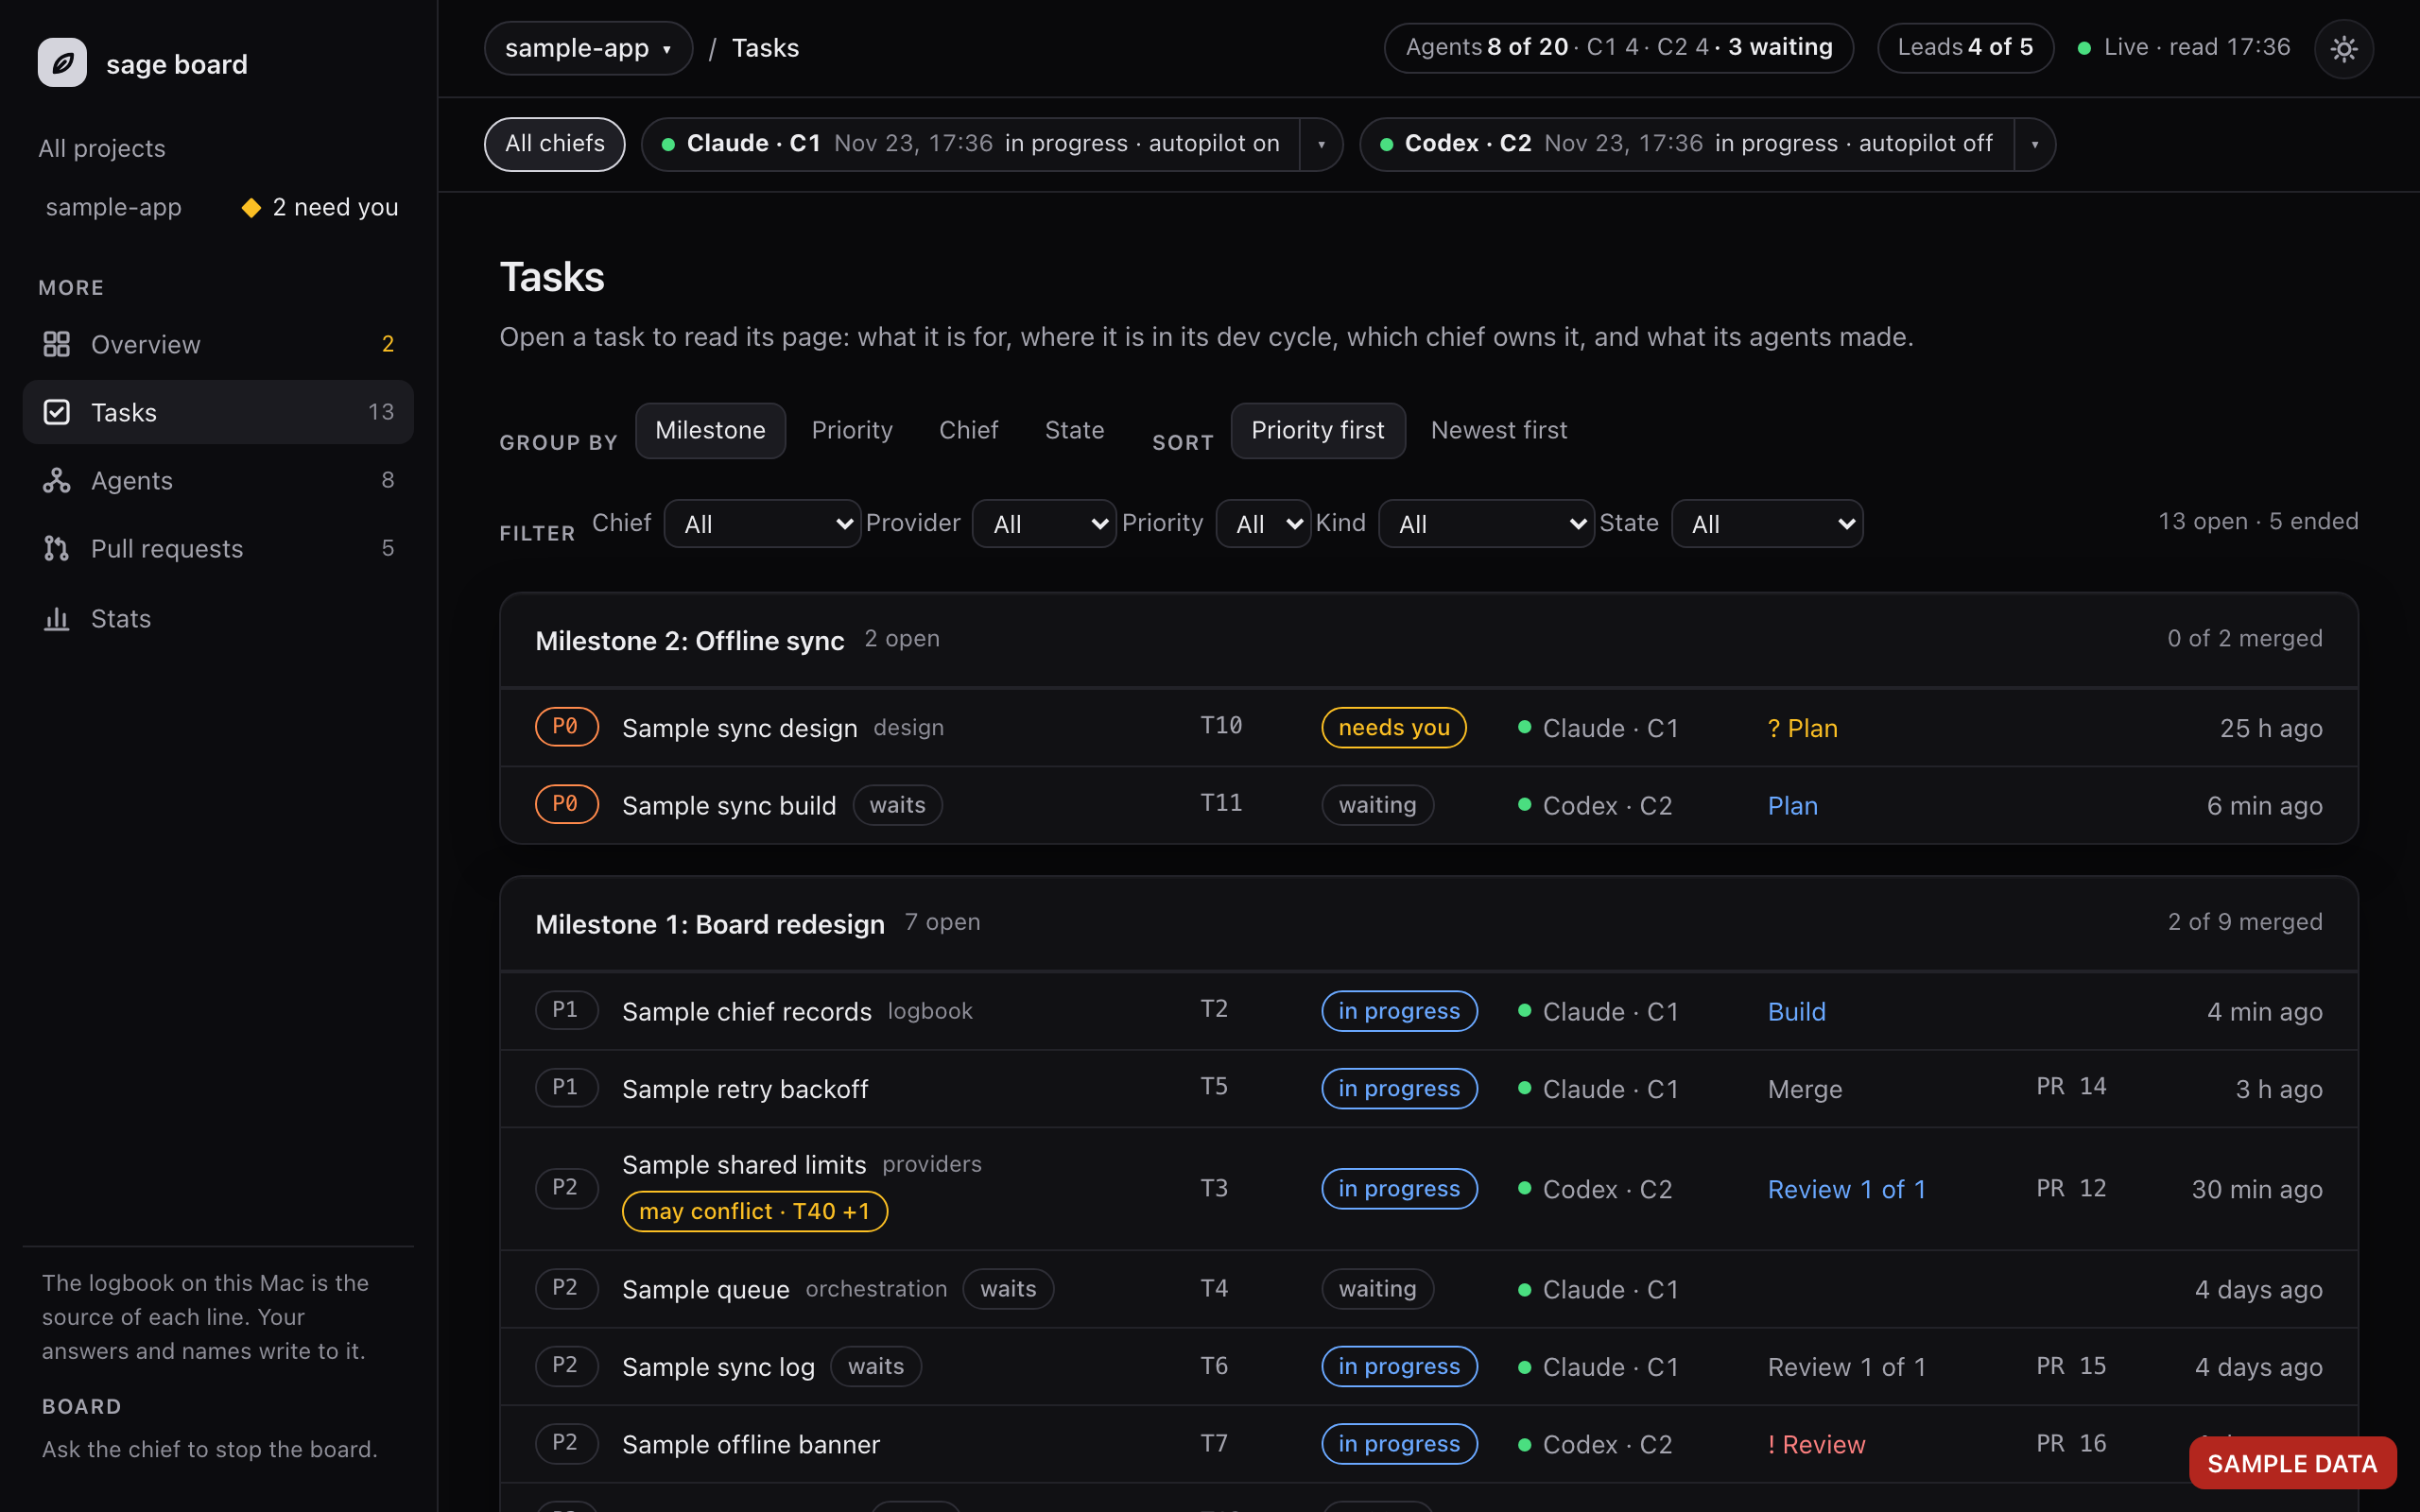 sage board
All projects
sample-app 2 need you
MORE
Overview 2
Tasks 13
Agents 8
Pull requests 5
Stats
The logbook on this Mac is the
source of each line. Your
answers and names write to it.
BOARD
Ask the chief to stop the board.
sample-app ▾ / Tasks
Agents 8 of 20 · C1 4 · C2 4 · 3 waiting
Leads 4 of 5
Live · read 17:36
All chiefs
Claude · C1 Nov 23, 17:36 in progress · autopilot on ▾
Codex · C2 Nov 23, 17:36 in progress · autopilot off ▾
Tasks
Open a task to read its page: what it is for, where it is in its dev cycle, which chief owns it, and what its agents made.
GROUP BY Milestone Priority Chief State SORT Priority first Newest first
FILTER Chief All Provider All Priority All Kind All State All 13 open · 5 ended
Milestone 2: Offline sync 2 open 0 of 2 merged
P0 Sample sync design design T10 needs you Claude · C1 ? Plan 25 h ago
P0 Sample sync build waits T11 waiting Codex · C2 Plan 6 min ago
Milestone 1: Board redesign 7 open 2 of 9 merged
P1 Sample chief records logbook T2 in progress Claude · C1 Build 4 min ago
P1 Sample retry backoff T5 in progress Claude · C1 Merge PR 14 3 h ago
P2 Sample shared limits providers T3 in progress Codex · C2 Review 1 of 1 PR 12 30 min ago
may conflict · T40 +1
P2 Sample queue orchestration waits T4 waiting Claude · C1 4 days ago
P2 Sample sync log waits T6 in progress Claude · C1 Review 1 of 1 PR 15 4 days ago
P2 Sample offline banner T7 in progress Codex · C2 ! Review PR 16
SAMPLE DATA